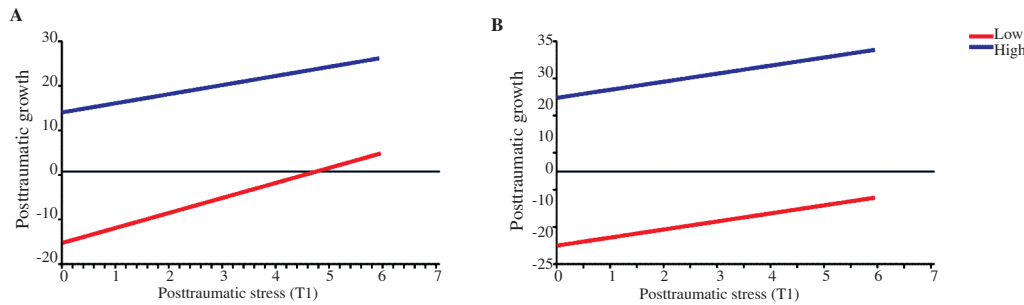 A
30
20
10
0
-10
-20
Posttraumatic growth
0 1 2 3 4 5 6 7
Posttraumatic stress (T1)
B
35
30
20
10
0
-10
-20
-25
Posttraumatic growth
0 1 2 3 4 5 6 7
Posttraumatic stress (T1)
Low
High